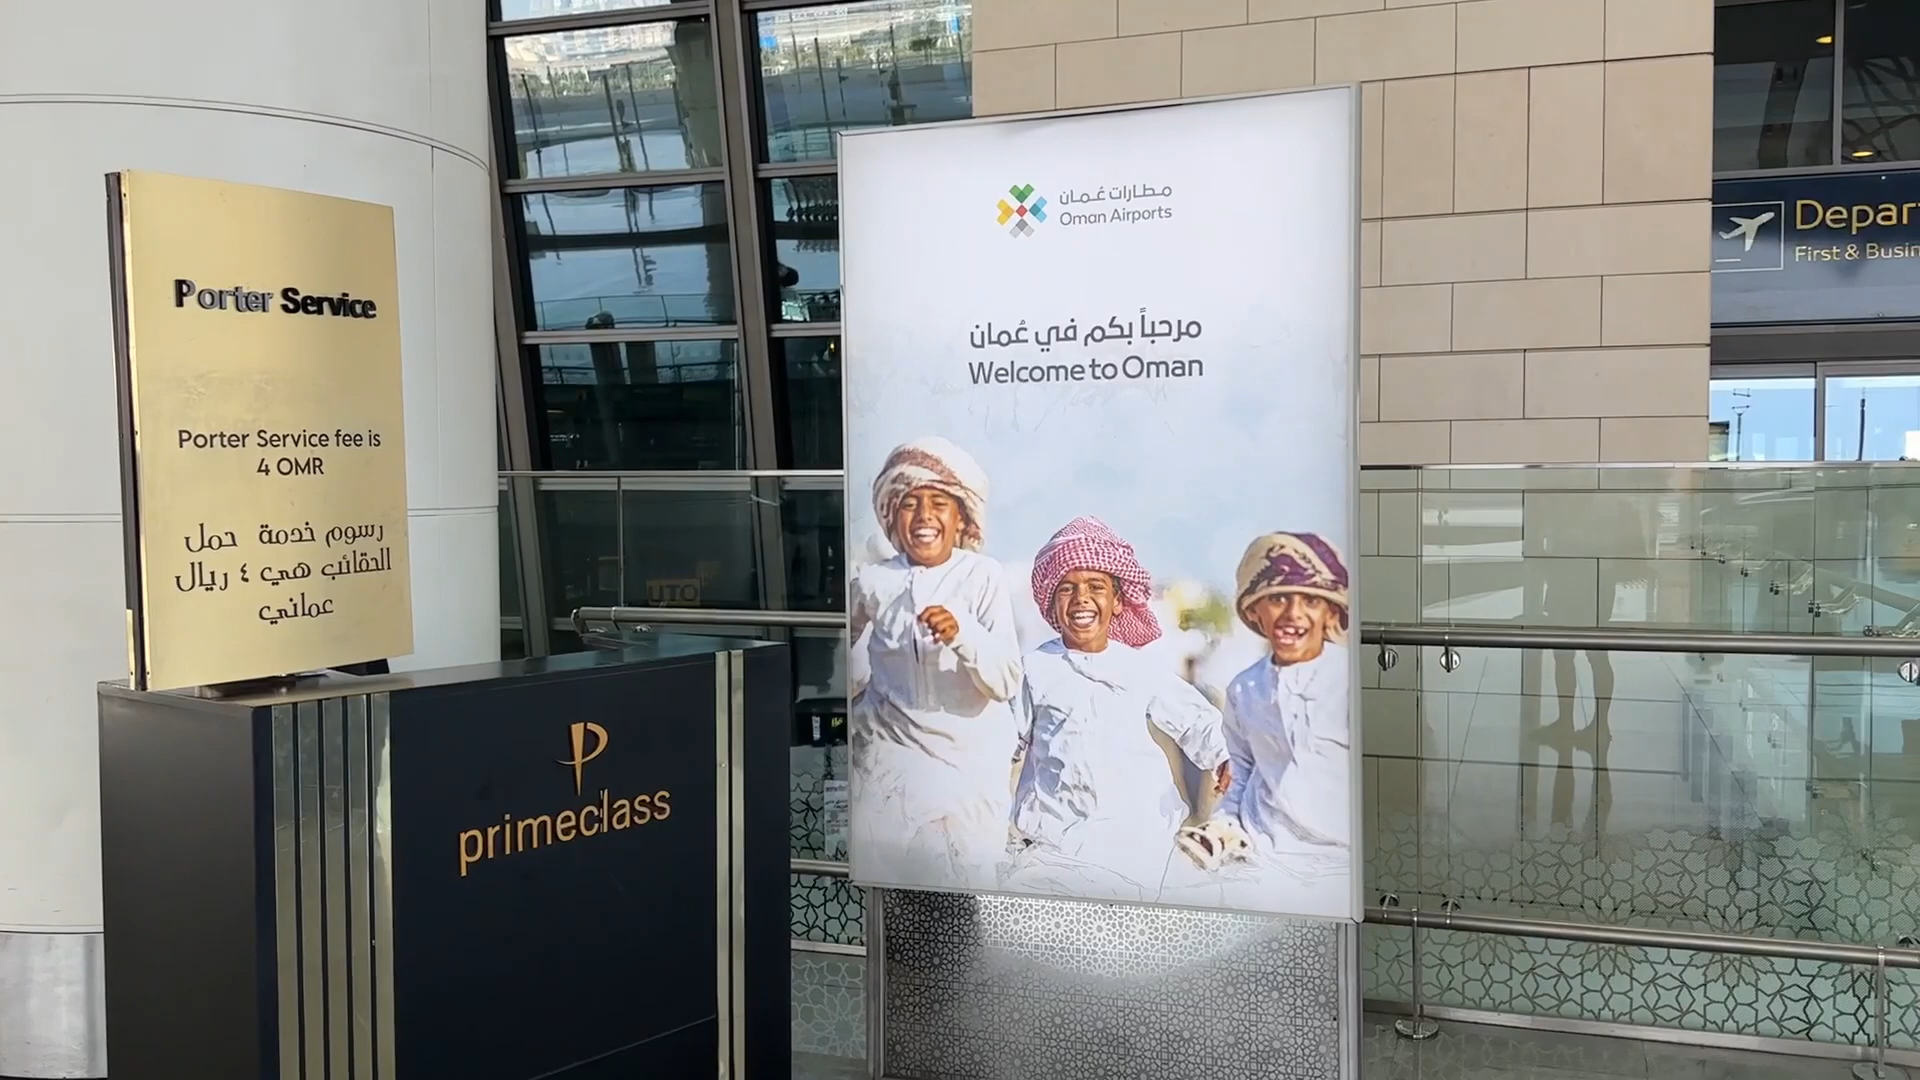 Porter Service
Porter Service fee is
4 OMR
رسوم خدمة حمل
الحقائب هي ٤ ريال
عماني
primeclass
مطارات عُمان
Oman Airports
مرحباً بكم في عُمان
Welcome to Oman
Depar
First & Busin